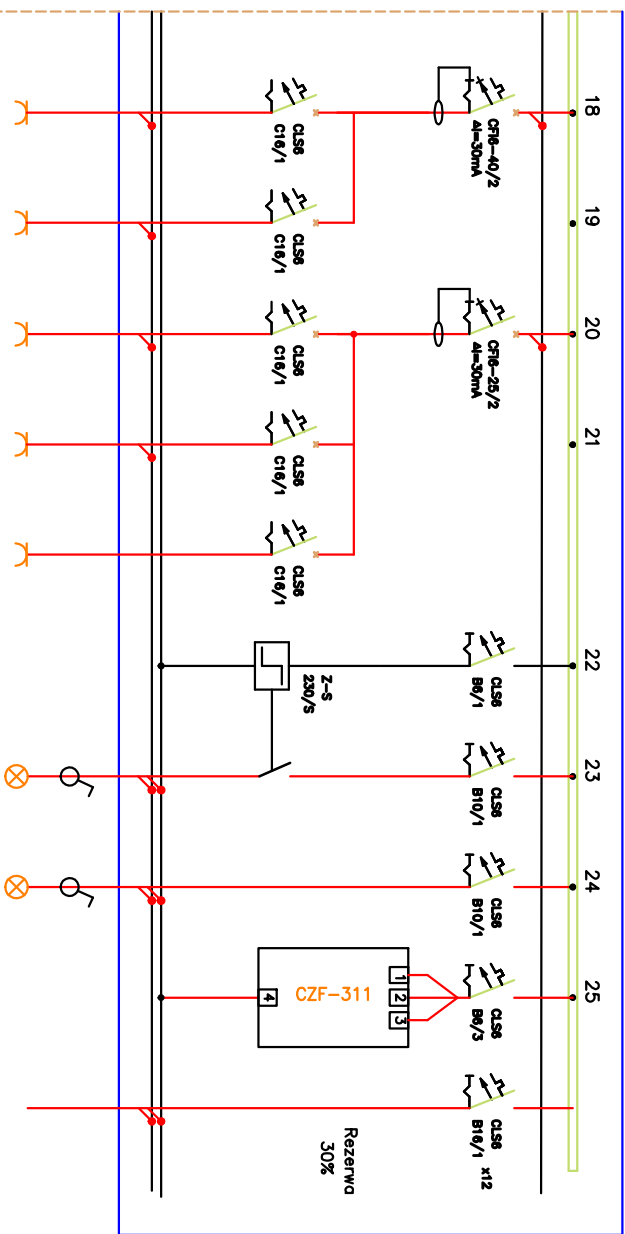 18
19
20
21
22
23
24
25
CFI6-40/2
ΔI=30mA
CFI6-25/2
ΔI=30mA
CLS6
B6/1
CLS6
B10/1
CLS6
B10/1
CLS6
B6/3
CLS6
B16/1 x12
CLS6
C16/1
CLS6
C16/1
CLS6
C16/1
CLS6
C16/1
CLS6
C16/1
Z-S
230/S
1
2
3
CZF-311
4
Rezerwa
30%